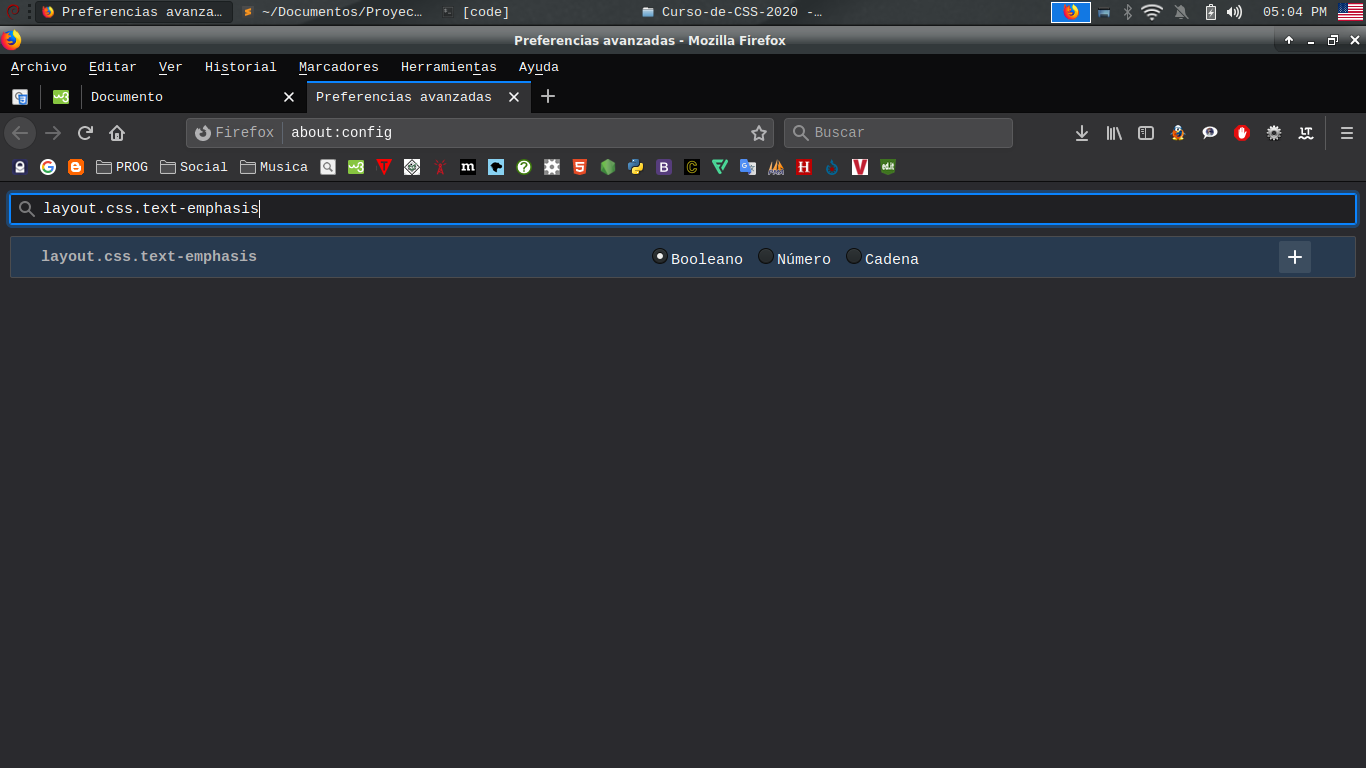 Preferencias avanza... ~/Documentos/Proyec... [code] Curso-de-CSS-2020 -... 05:04 PM
Preferencias avanzadas - Mozilla Firefox
Archivo Editar Ver Historial Marcadores Herramientas Ayuda
Documento Preferencias avanzadas
Firefox about:config Buscar
PROG Social Musica
layout.css.text-emphasis
layout.css.text-emphasis Booleano Número Cadena